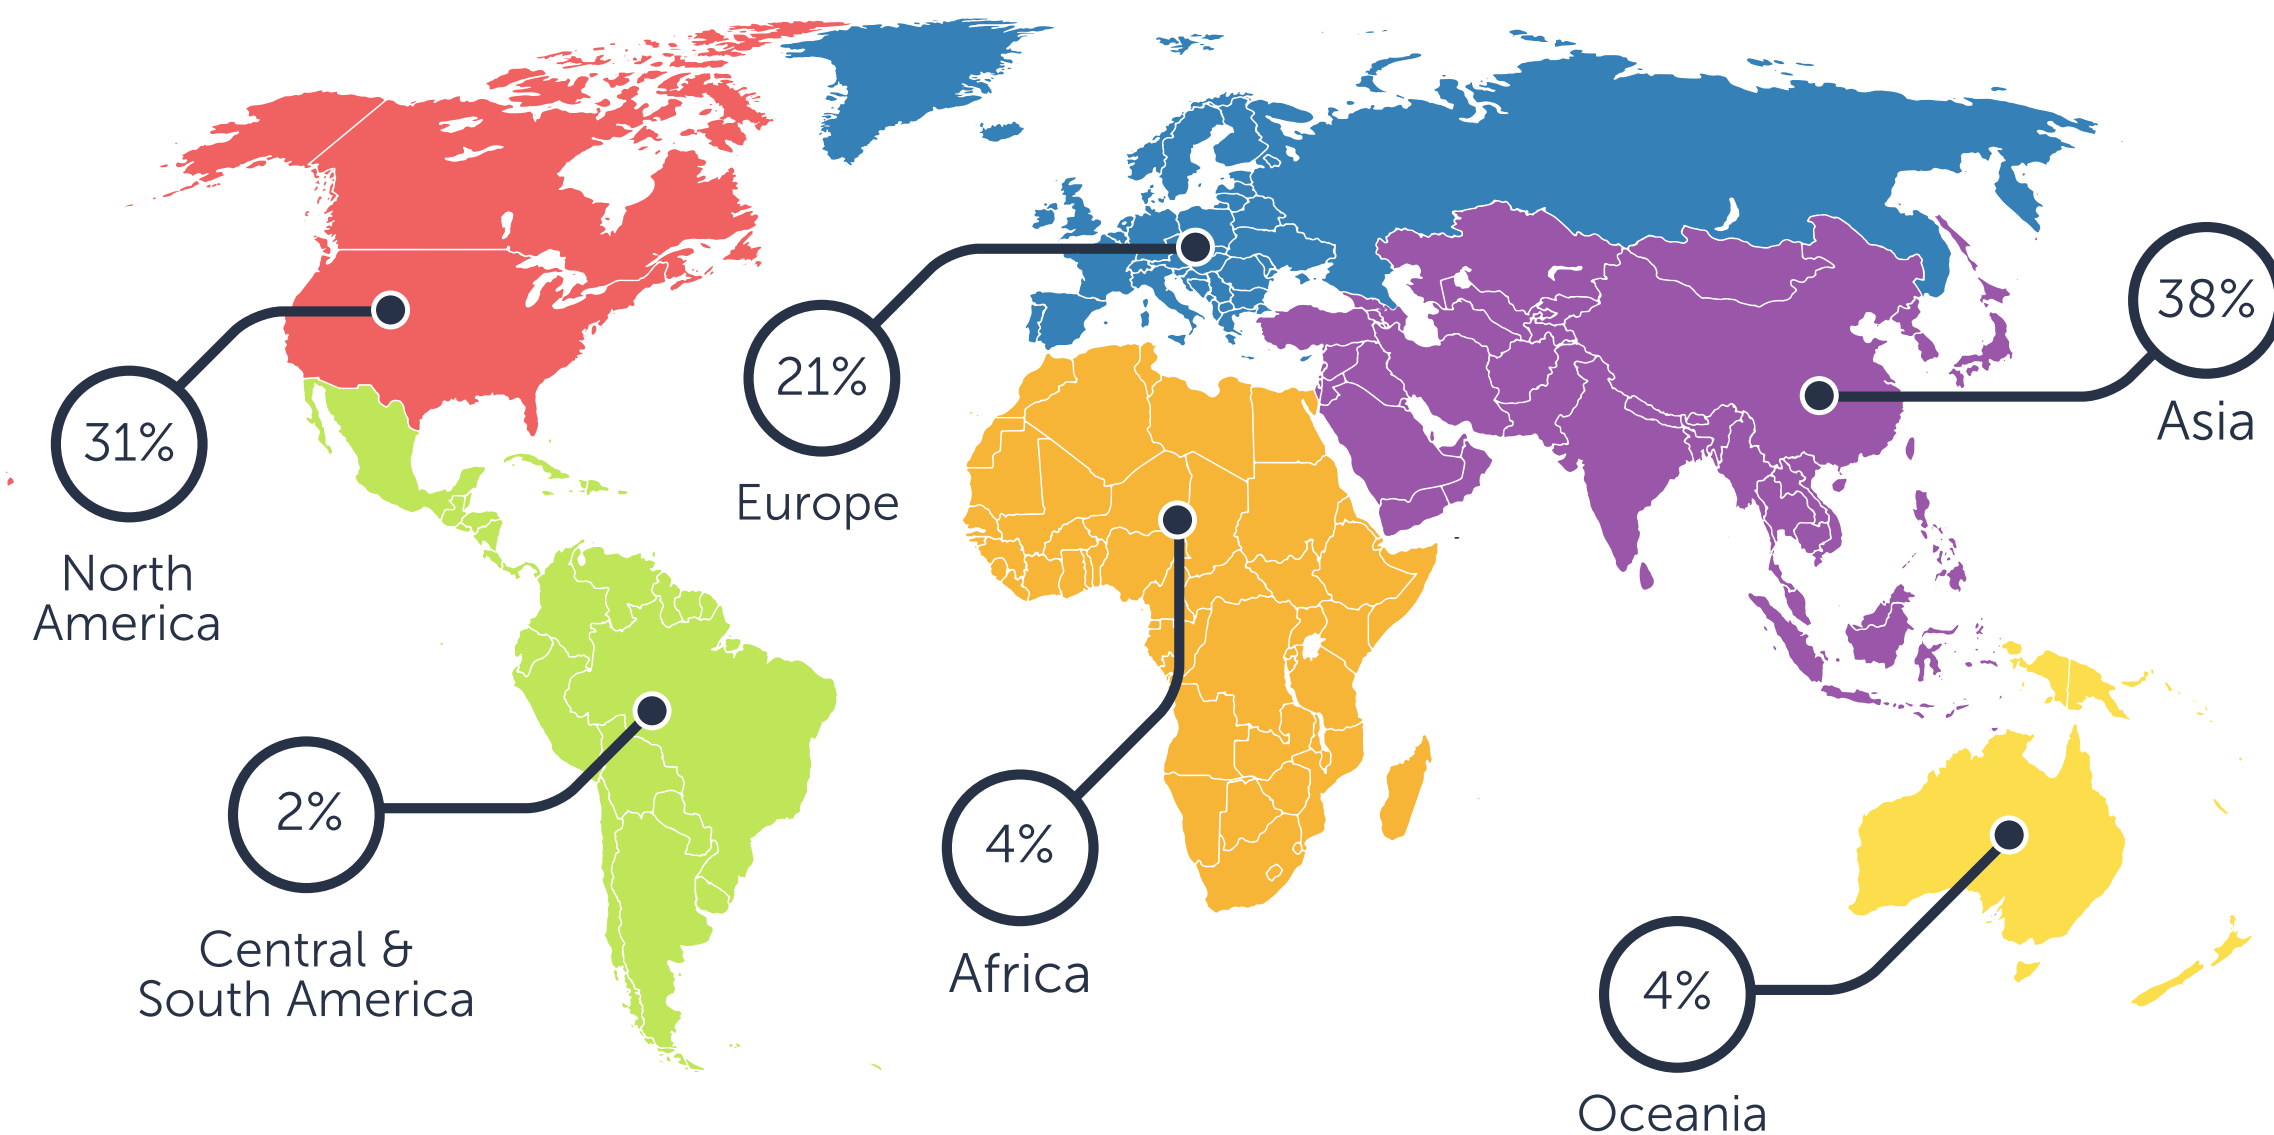 31%
North
America
21%
Europe
38%
Asia
2%
Central &
South America
4%
Africa
4%
Oceania